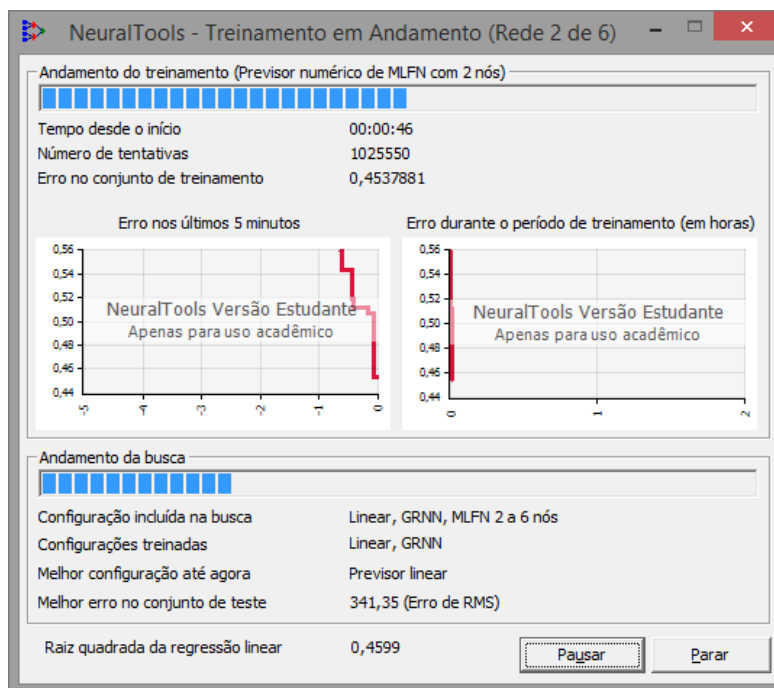 NeuralTools - Treinamento em Andamento (Rede 2 de 6)
Andamento do treinamento (Previsor numérico de MLFN com 2 nós)
Tempo desde o início 00:00:46
Número de tentativas 1025550
Erro no conjunto de treinamento 0,4537881
Erro nos últimos 5 minutos
0,56
0,54
0,52
0,50
0,48
0,46
0,44
-5 -4 -3 -2 -1 0
NeuralTools Versão Estudante
Apenas para uso acadêmico
Erro durante o período de treinamento (em horas)
0,56
0,54
0,52
0,50
0,48
0,46
0,44
0 1 2
NeuralTools Versão Estudante
Apenas para uso acadêmico
Andamento da busca
Configuração incluída na busca Linear, GRNN, MLFN 2 a 6 nós
Configurações treinadas Linear, GRNN
Melhor configuração até agora Previsor linear
Melhor erro no conjunto de teste 341,35 (Erro de RMS)
Raiz quadrada da regressão linear 0,4599
Pausar Parar